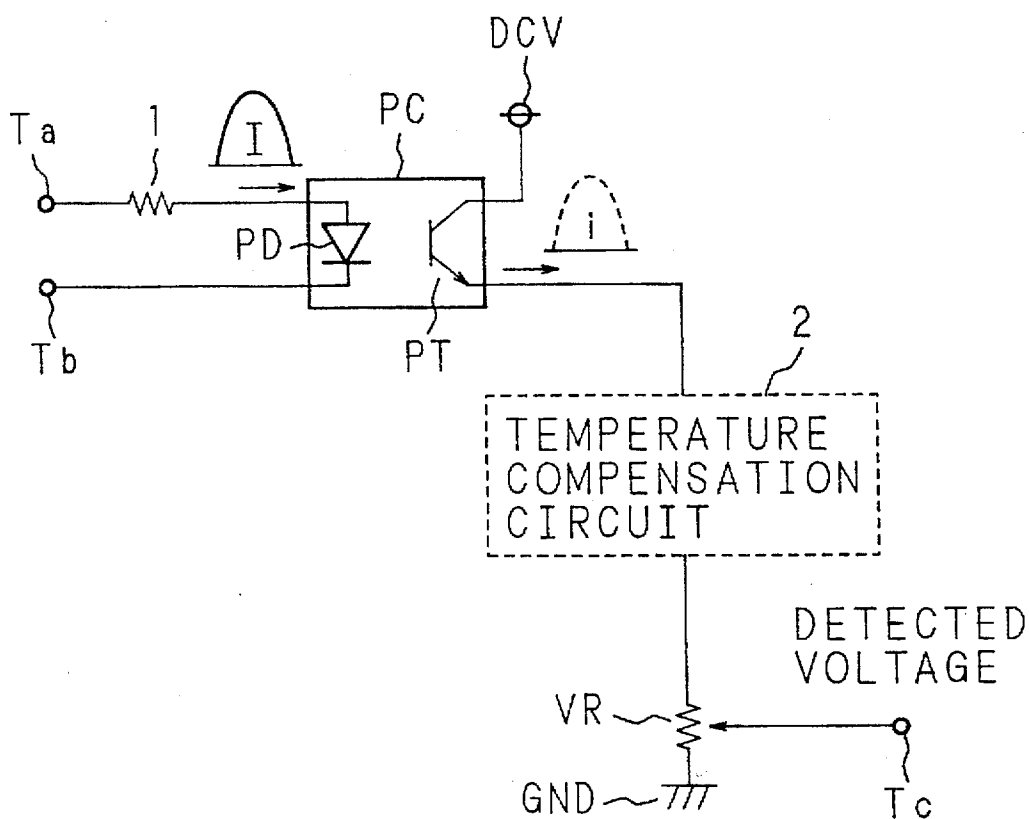 DCV
Ta
1
I
PC
PD
i
PT
Tb
2
TEMPERATURE
COMPENSATION
CIRCUIT
DETECTED
VOLTAGE
VR
GND
Tc